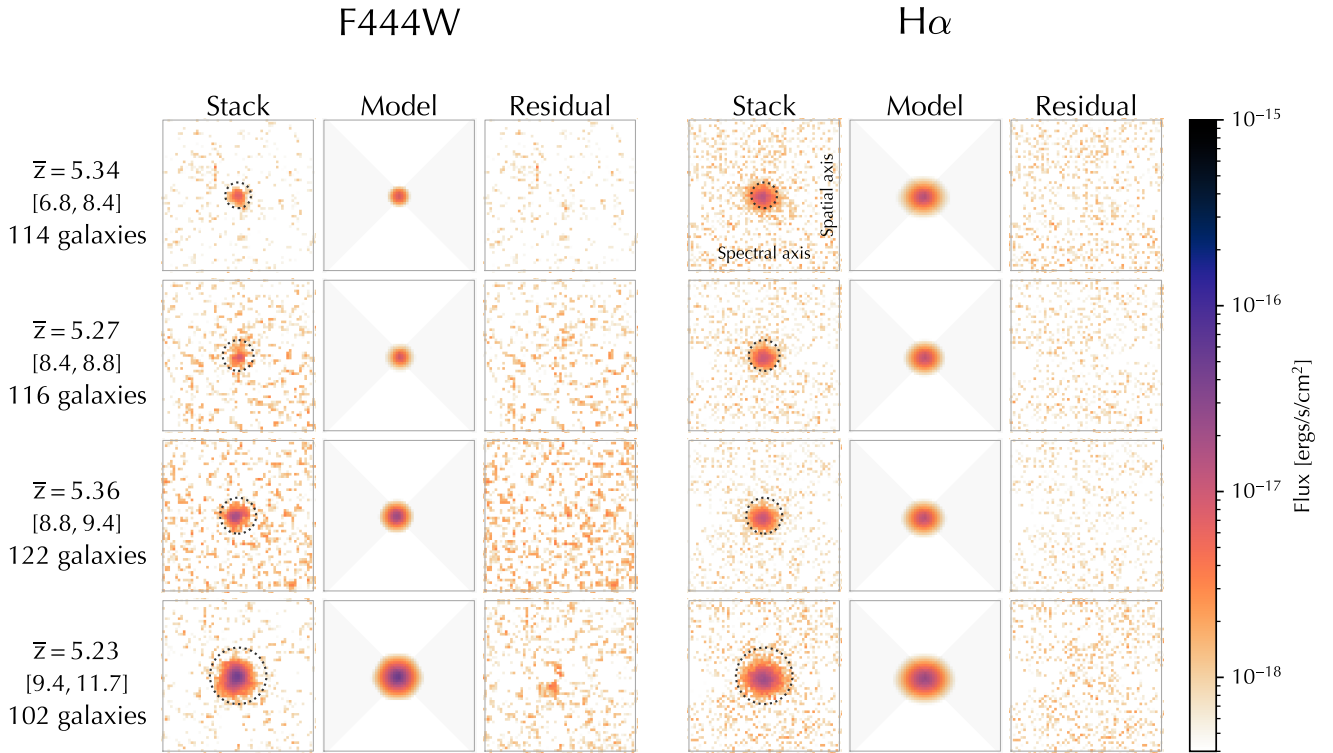 F444W Hα
Stack Model Residual Stack Model Residual
z̅ = 5.34
[6.8, 8.4]
114 galaxies
Spatial axis
Spectral axis
z̅ = 5.27
[8.4, 8.8]
116 galaxies
z̅ = 5.36
[8.8, 9.4]
122 galaxies
z̅ = 5.23
[9.4, 11.7]
102 galaxies
10⁻¹⁵
10⁻¹⁶
10⁻¹⁷
10⁻¹⁸
Flux [ergs/s/cm²]